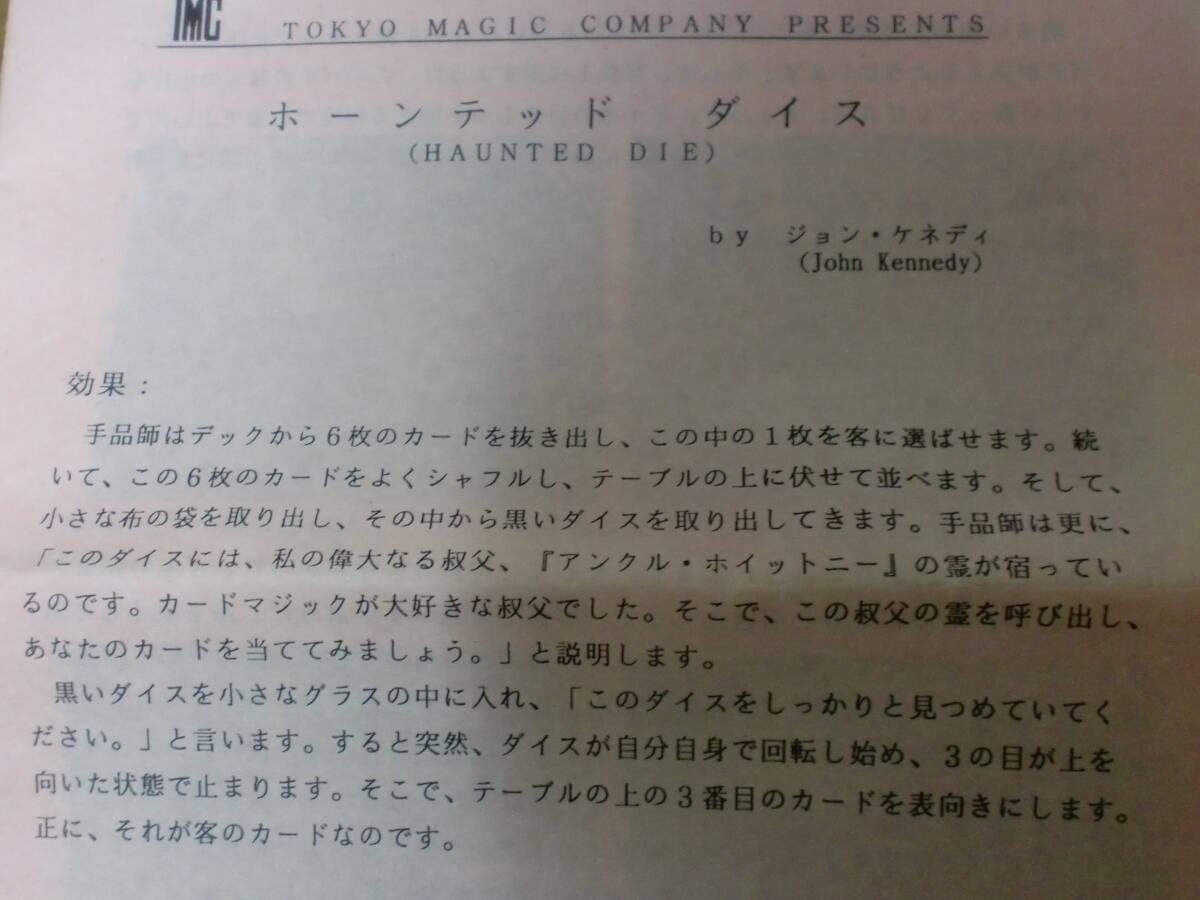 TMC TOKYO MAGIC COMPANY PRESENTS
ホーンテッド ダイス
(HAUNTED DIE)
by ジョン・ケネディ
(John Kennedy)
効果:
手品師はデックから6枚のカードを抜き出し、この中の1枚を客に選ばせます。続
いて、この6枚のカードをよくシャフルし、テーブルの上に伏せて並べます。そして、
小さな布の袋を取り出し、その中から黒いダイスを取り出してきます。手品師は更に、
「このダイスには、私の偉大なる叔父、『アンクル・ホイットニー』の霊が宿ってい
るのです。カードマジックが大好きな叔父でした。そこで、この叔父の霊を呼び出し、
あなたのカードを当ててみましょう。」と説明します。
黒いダイスを小さなグラスの中に入れ、「このダイスをしっかりと見つめていてく
ださい。」と言います。すると突然、ダイスが自分自身で回転し始め、3の目が上を
向いた状態で止まります。そこで、テーブルの上の3番目のカードを表向きにします。
正に、それが客のカードなのです。